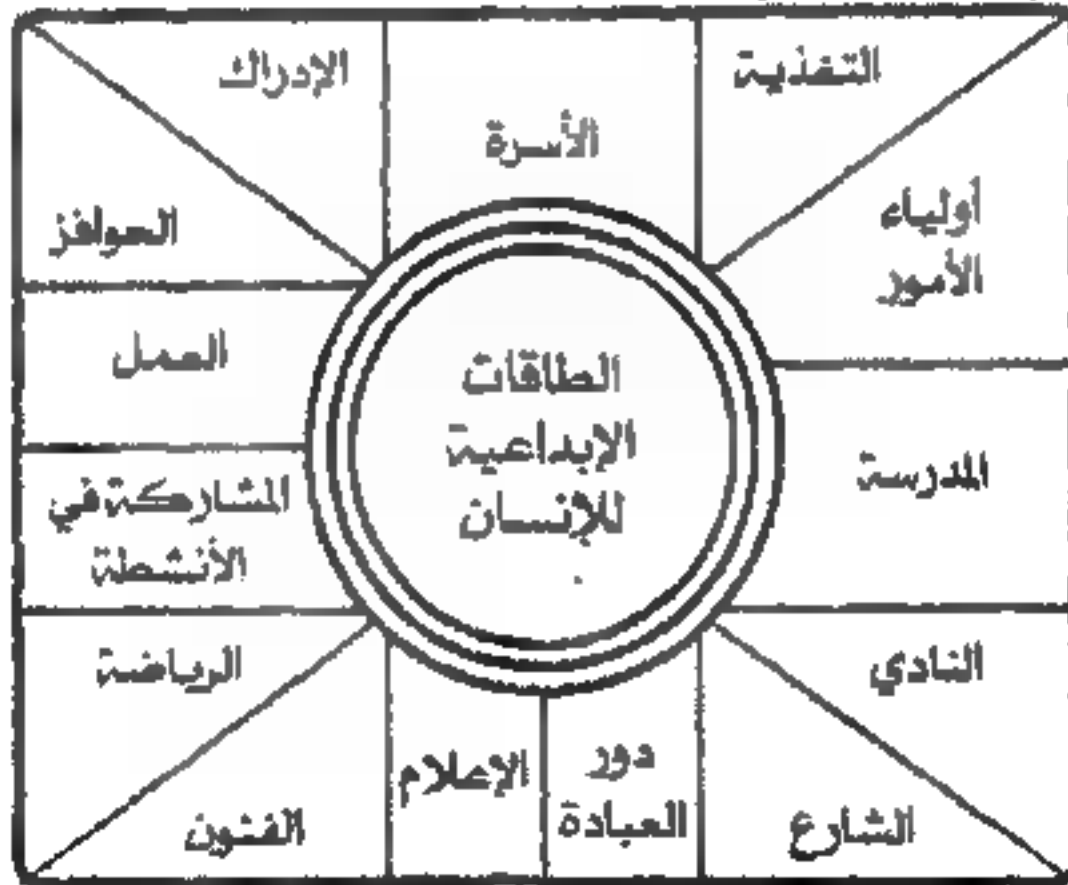 التغذية
الأسرة
الإدراك
أولياء
الأمور
الحوافز
العمل
الطاقات
الإبداعية
للإنسان
المدرسة
المشاركة في
الأنشطة
النادي
الرياضة
الشارع
دور
العبادة
الإعلام
الفنون